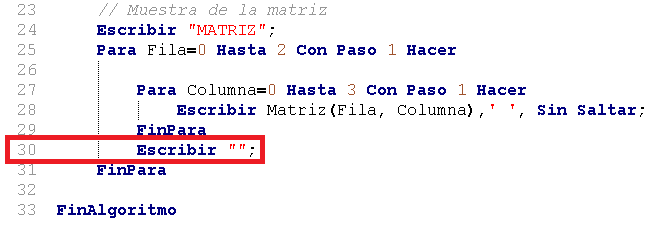 23 // Muestra de la matriz
24 Escribir "MATRIZ";
25 Para Fila=0 Hasta 2 Con Paso 1 Hacer
26
27 Para Columna=0 Hasta 3 Con Paso 1 Hacer
28 Escribir Matriz(Fila, Columna),' ', Sin Saltar;
29 FinPara
30 Escribir "";
31 FinPara
32
33 FinAlgoritmo